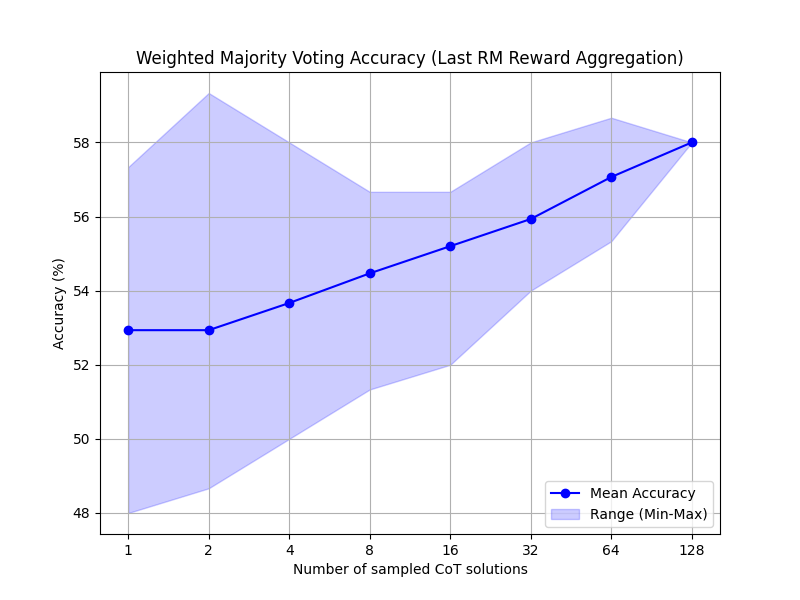 Weighted Majority Voting Accuracy (Last RM Reward Aggregation)
Accuracy (%)
58
56
54
52
50
48
Mean Accuracy
Range (Min-Max)
1 2 4 8 16 32 64 128
Number of sampled CoT solutions